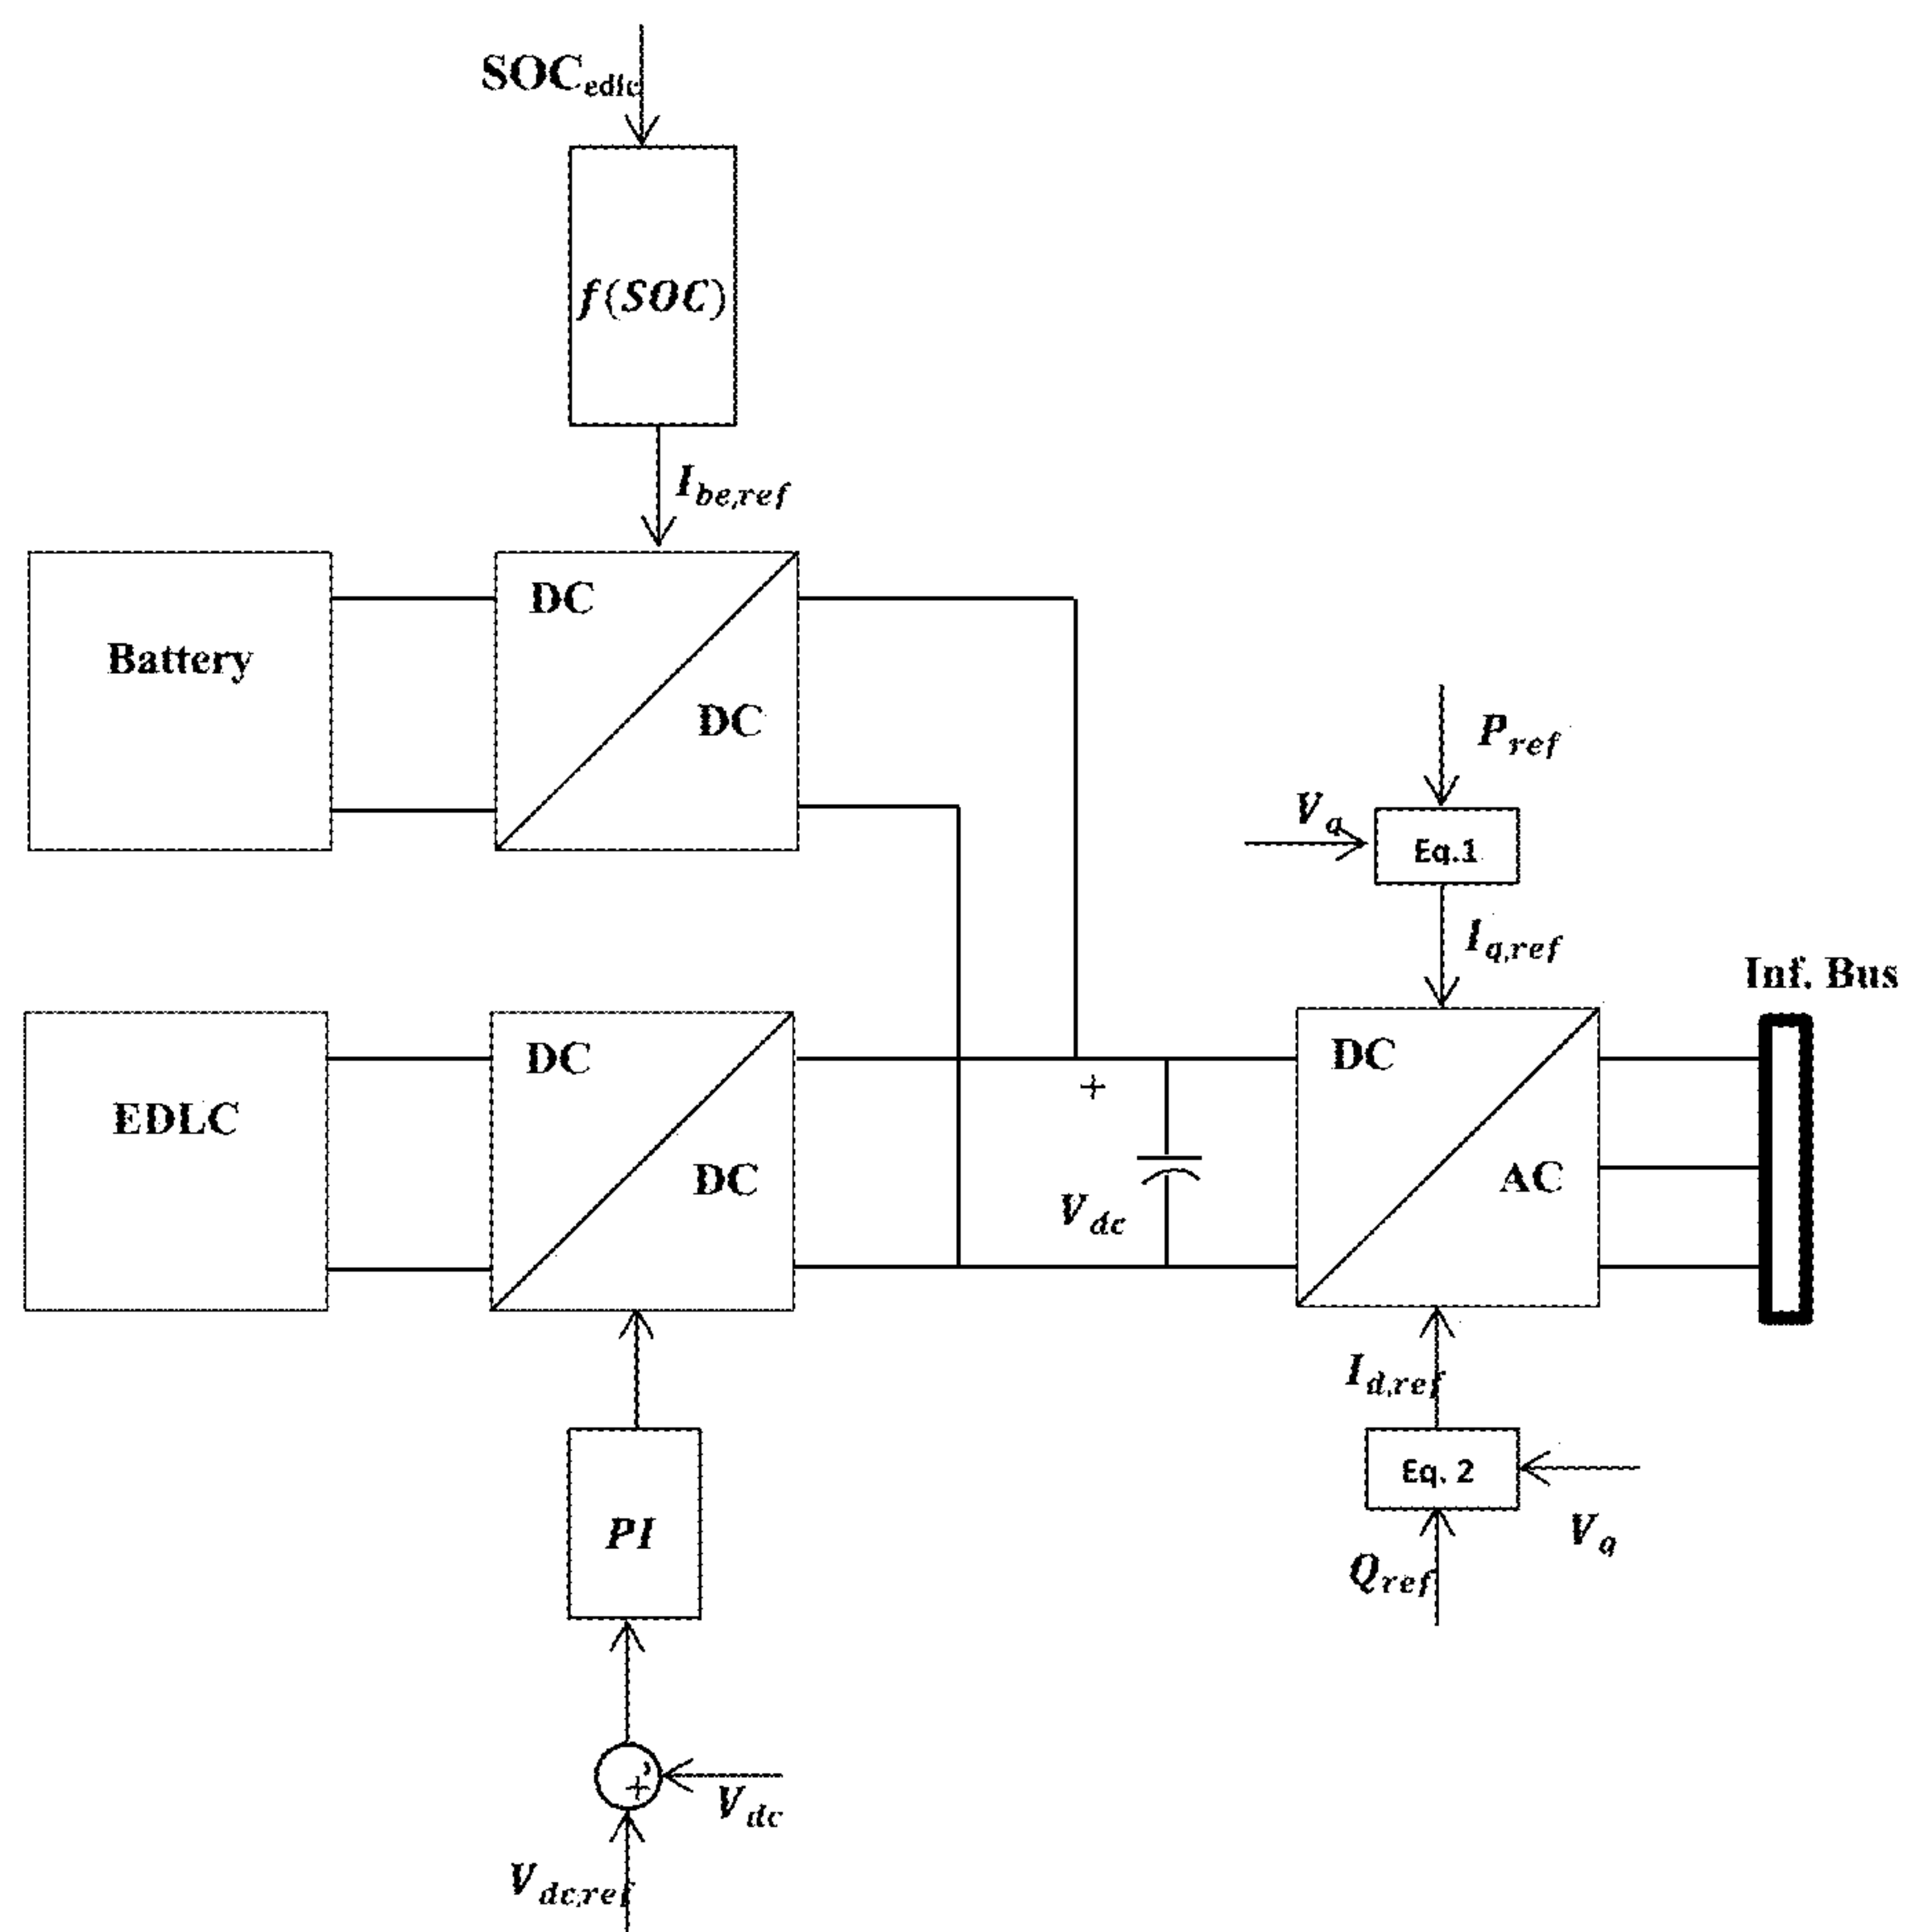 SOCedlc
f(SOC)
Ibe,ref
DC
DC
Battery
Pref
Vq
Eq.1
Iq,ref
Inf. Bus
DC
DC
EDLC
DC
AC
+
Vdc
Id,ref
Eq. 2
Vq
Qref
PI
+
Vdc
Vdc,ref